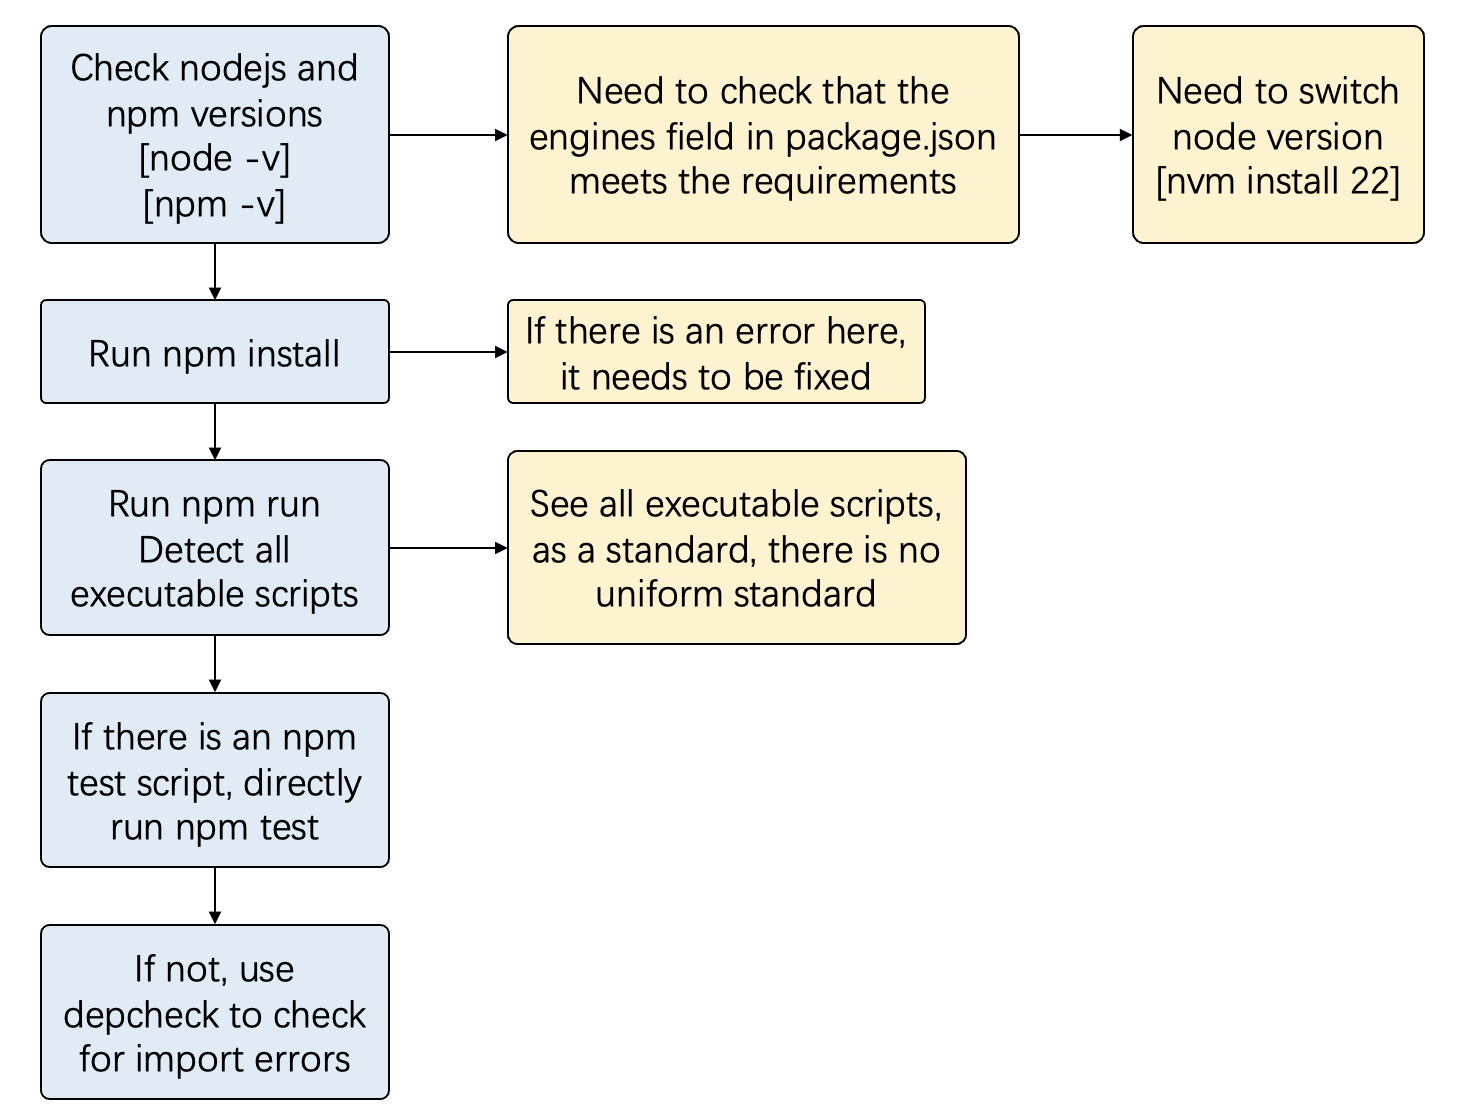 Check nodejs and
npm versions
[node -v]
[npm -v]
Need to check that the
engines field in package.json
meets the requirements
Need to switch
node version
[nvm install 22]
Run npm install
If there is an error here,
it needs to be fixed
Run npm run
Detect all
executable scripts
See all executable scripts,
as a standard, there is no
uniform standard
If there is an npm
test script, directly
run npm test
If not, use
depcheck to check
for import errors